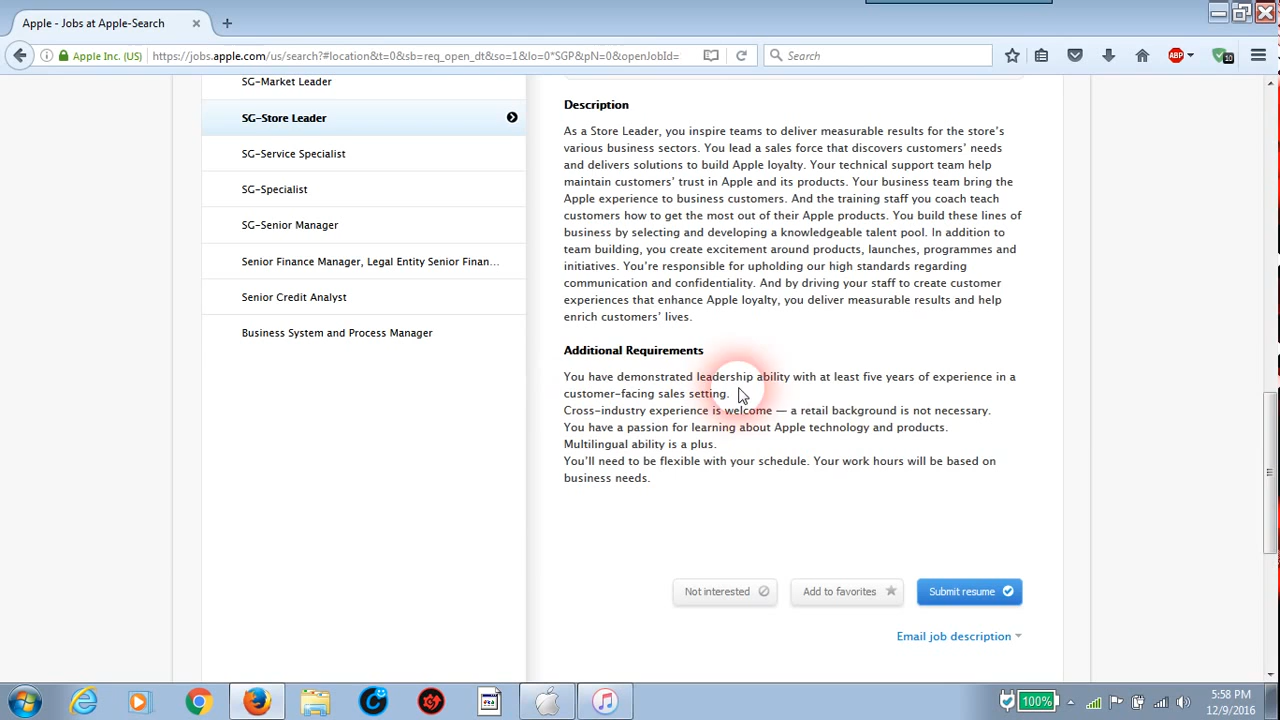 Apple - Jobs at Apple-Search
Apple Inc. (US)
https://jobs.apple.com/us/search?#location&t=0&sb=req_open_dt&so=1&lo=0*SGP&pN=0&openJobId=
Search
ABP
10
SG-Market Leader
SG-Store Leader
SG-Service Specialist
SG-Specialist
SG-Senior Manager
Senior Finance Manager, Legal Entity Senior Finan...
Senior Credit Analyst
Business System and Process Manager
Description
As a Store Leader, you inspire teams to deliver measurable results for the store's
various business sectors. You lead a sales force that discovers customers' needs
and delivers solutions to build Apple loyalty. Your technical support team help
maintain customers' trust in Apple and its products. Your business team bring the
Apple experience to business customers. And the training staff you coach teach
customers how to get the most out of their Apple products. You build these lines of
business by selecting and developing a knowledgeable talent pool. In addition to
team building, you create excitement around products, launches, programmes and
initiatives. You're responsible for upholding our high standards regarding
communication and confidentiality. And by driving your staff to create customer
experiences that enhance Apple loyalty, you deliver measurable results and help
enrich customers' lives.
Additional Requirements
You have demonstrated leadership ability with at least five years of experience in a
customer-facing sales setting.
Cross-industry experience is welcome — a retail background is not necessary.
You have a passion for learning about Apple technology and products.
Multilingual ability is a plus.
You'll need to be flexible with your schedule. Your work hours will be based on
business needs.
Not interested
Add to favorites
Submit resume
Email job description
100%
5:58 PM
12/9/2016